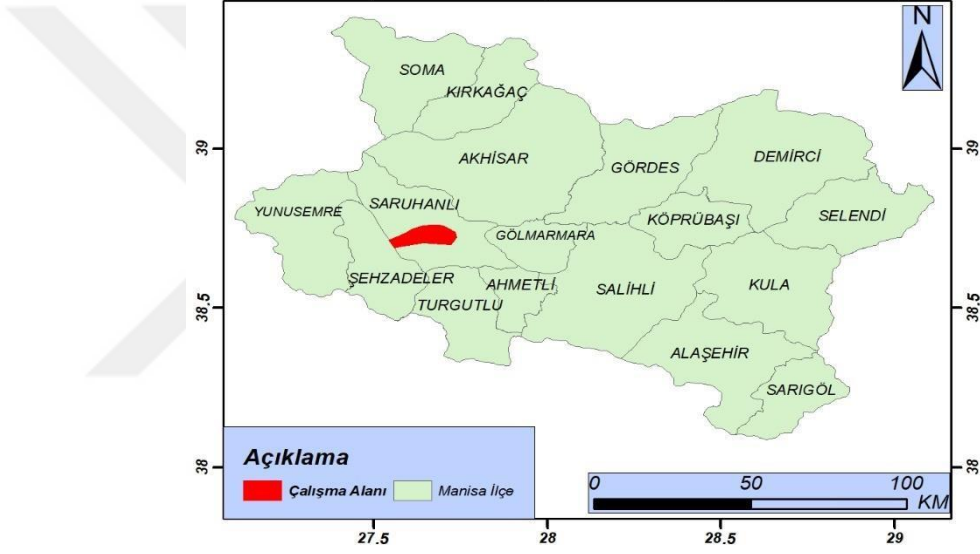 N
SOMA
KIRKAĞAÇ
39
AKHİSAR
GÖRDES
DEMİRCİ
39
YUNUSEMRE
SARUHANLI
GÖLMARMARA
KÖPRÜBAŞI
SELENDİ
ŞEHZADELER
TURGUTLU
AHMETLİ
SALİHLİ
KULA
38.5
38.5
ALAŞEHİR
SARIGÖL
Açıklama
Çalışma Alanı
Manisa İlçe
0 50 100
KM
38
38
27.5 28 28.5 29